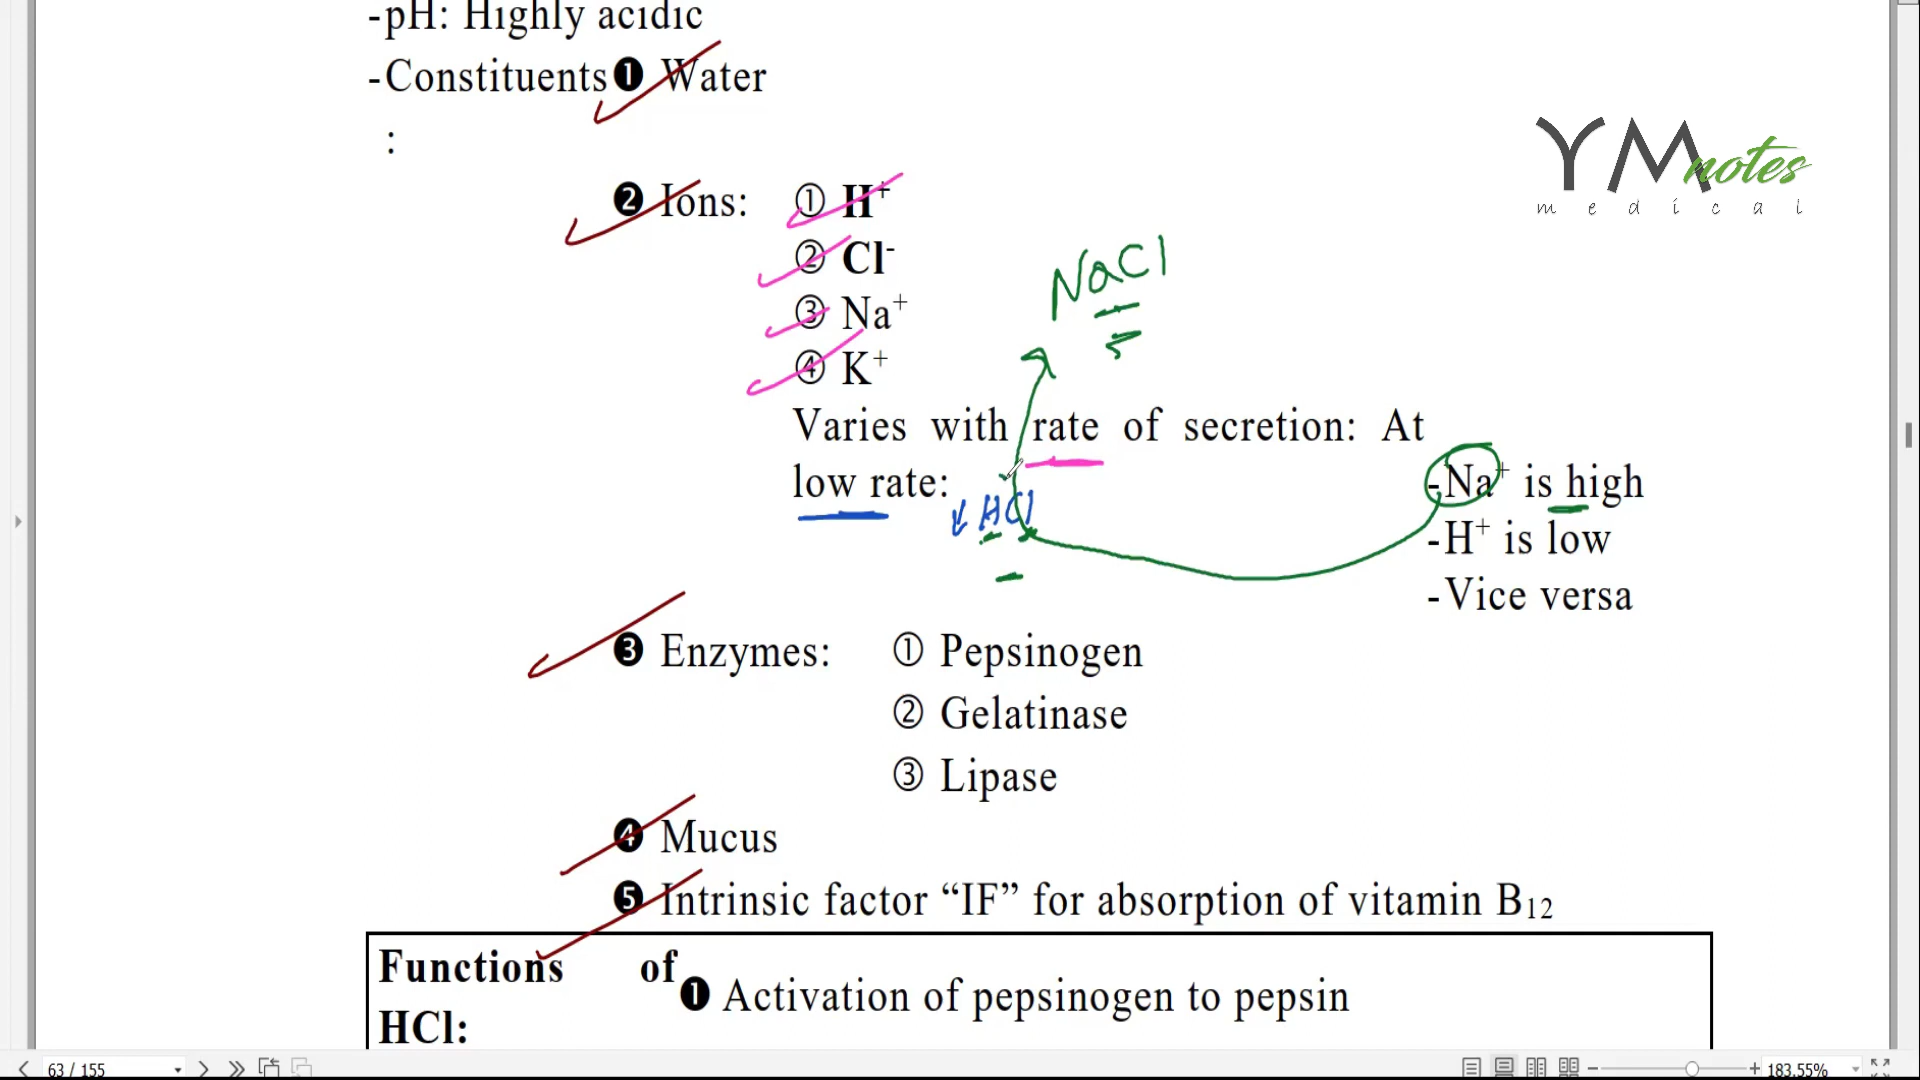 -pH: Highly acidic
-Constituents ❶ Water
:
❷ Ions: ① H⁺
② Cl⁻
③ Na⁺
④ K⁺
NaCl
Varies with rate of secretion: At
low rate:
-Na⁺ is high
↓ HCl
-H⁺ is low
-Vice versa
❸ Enzymes: ① Pepsinogen
② Gelatinase
③ Lipase
❹ Mucus
❺ Intrinsic factor “IF” for absorption of vitamin B₁₂
Functions of
HCl:
❶ Activation of pepsinogen to pepsin
YM notes
medical
63 / 155
183.55%